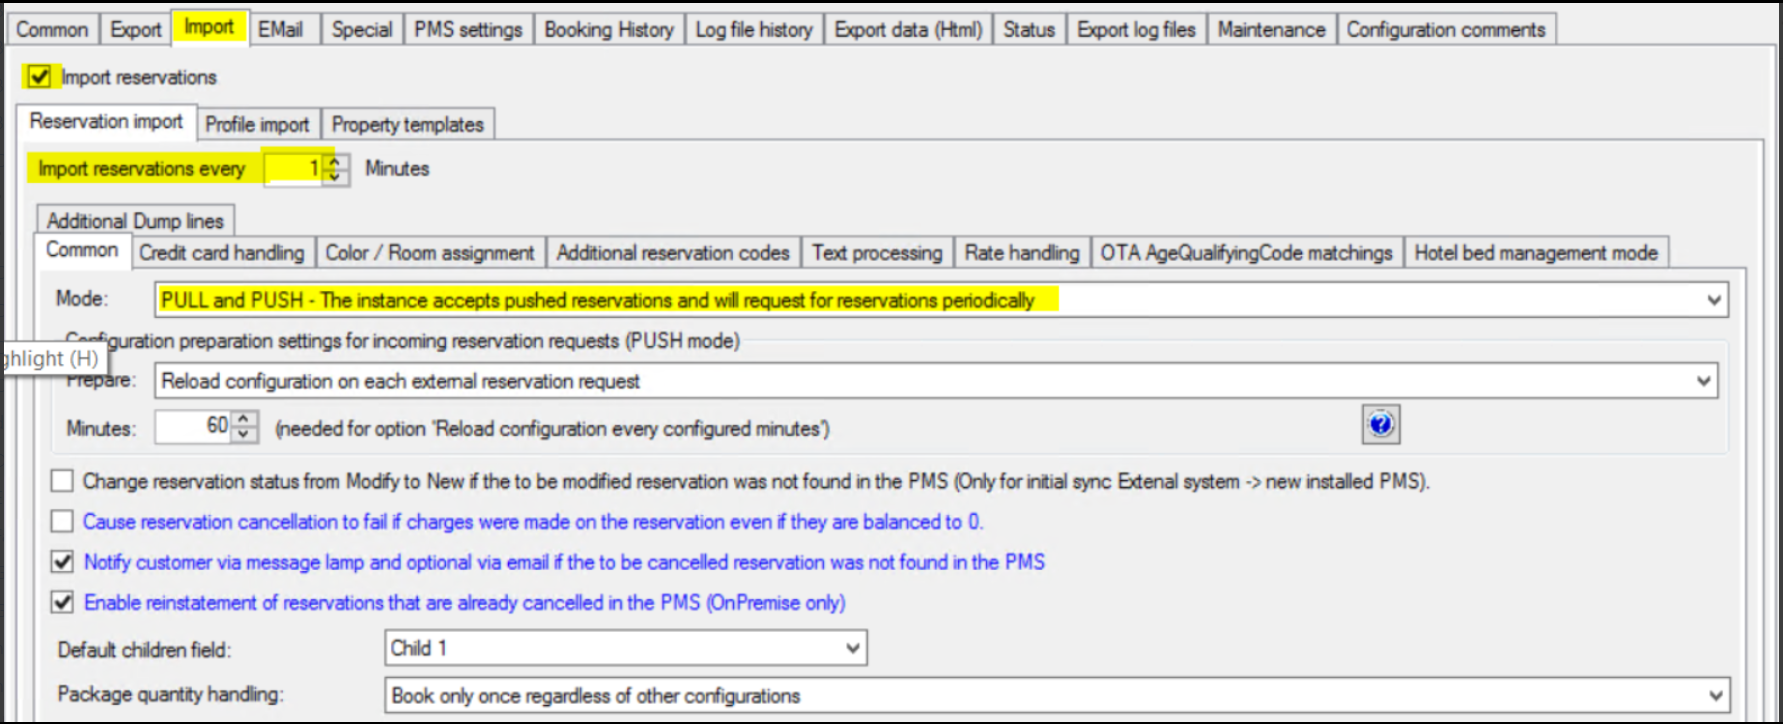 Common Export Import EMail Special PMS settings Booking History Log file history Export data (Html) Status Export log files Maintenance Configuration comments
Import reservations
Reservation import Profile import Property templates
Import reservations every 1 Minutes
Additional Dump lines
Common Credit card handling Color / Room assignment Additional reservation codes Text processing Rate handling OTA AgeQualifyingCode matchings Hotel bed management mode
Mode: PULL and PUSH - The instance accepts pushed reservations and will request for reservations periodically
Configuration preparation settings for incoming reservation requests (PUSH mode)
ghlight (H)
Prepare: Reload configuration on each external reservation request
Minutes: 60 (needed for option 'Reload configuration every configured minutes') ?
Change reservation status from Modify to New if the to be modified reservation was not found in the PMS (Only for initial sync Extenal system -> new installed PMS).
Cause reservation cancellation to fail if charges were made on the reservation even if they are balanced to 0.
Notify customer via message lamp and optional via email if the to be cancelled reservation was not found in the PMS
Enable reinstatement of reservations that are already cancelled in the PMS (OnPremise only)
Default children field: Child 1
Package quantity handling: Book only once regardless of other configurations